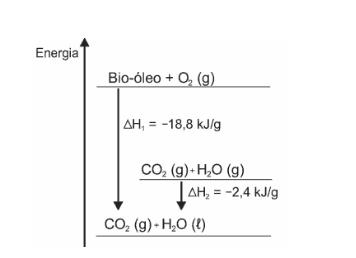 Energia
Bio-óleo + O₂ (g)
ΔH₁ = −18,8 kJ/g
CO₂ (g)+H₂O (g)
ΔH₂ = −2,4 kJ/g
CO₂ (g)+H₂O (ℓ)